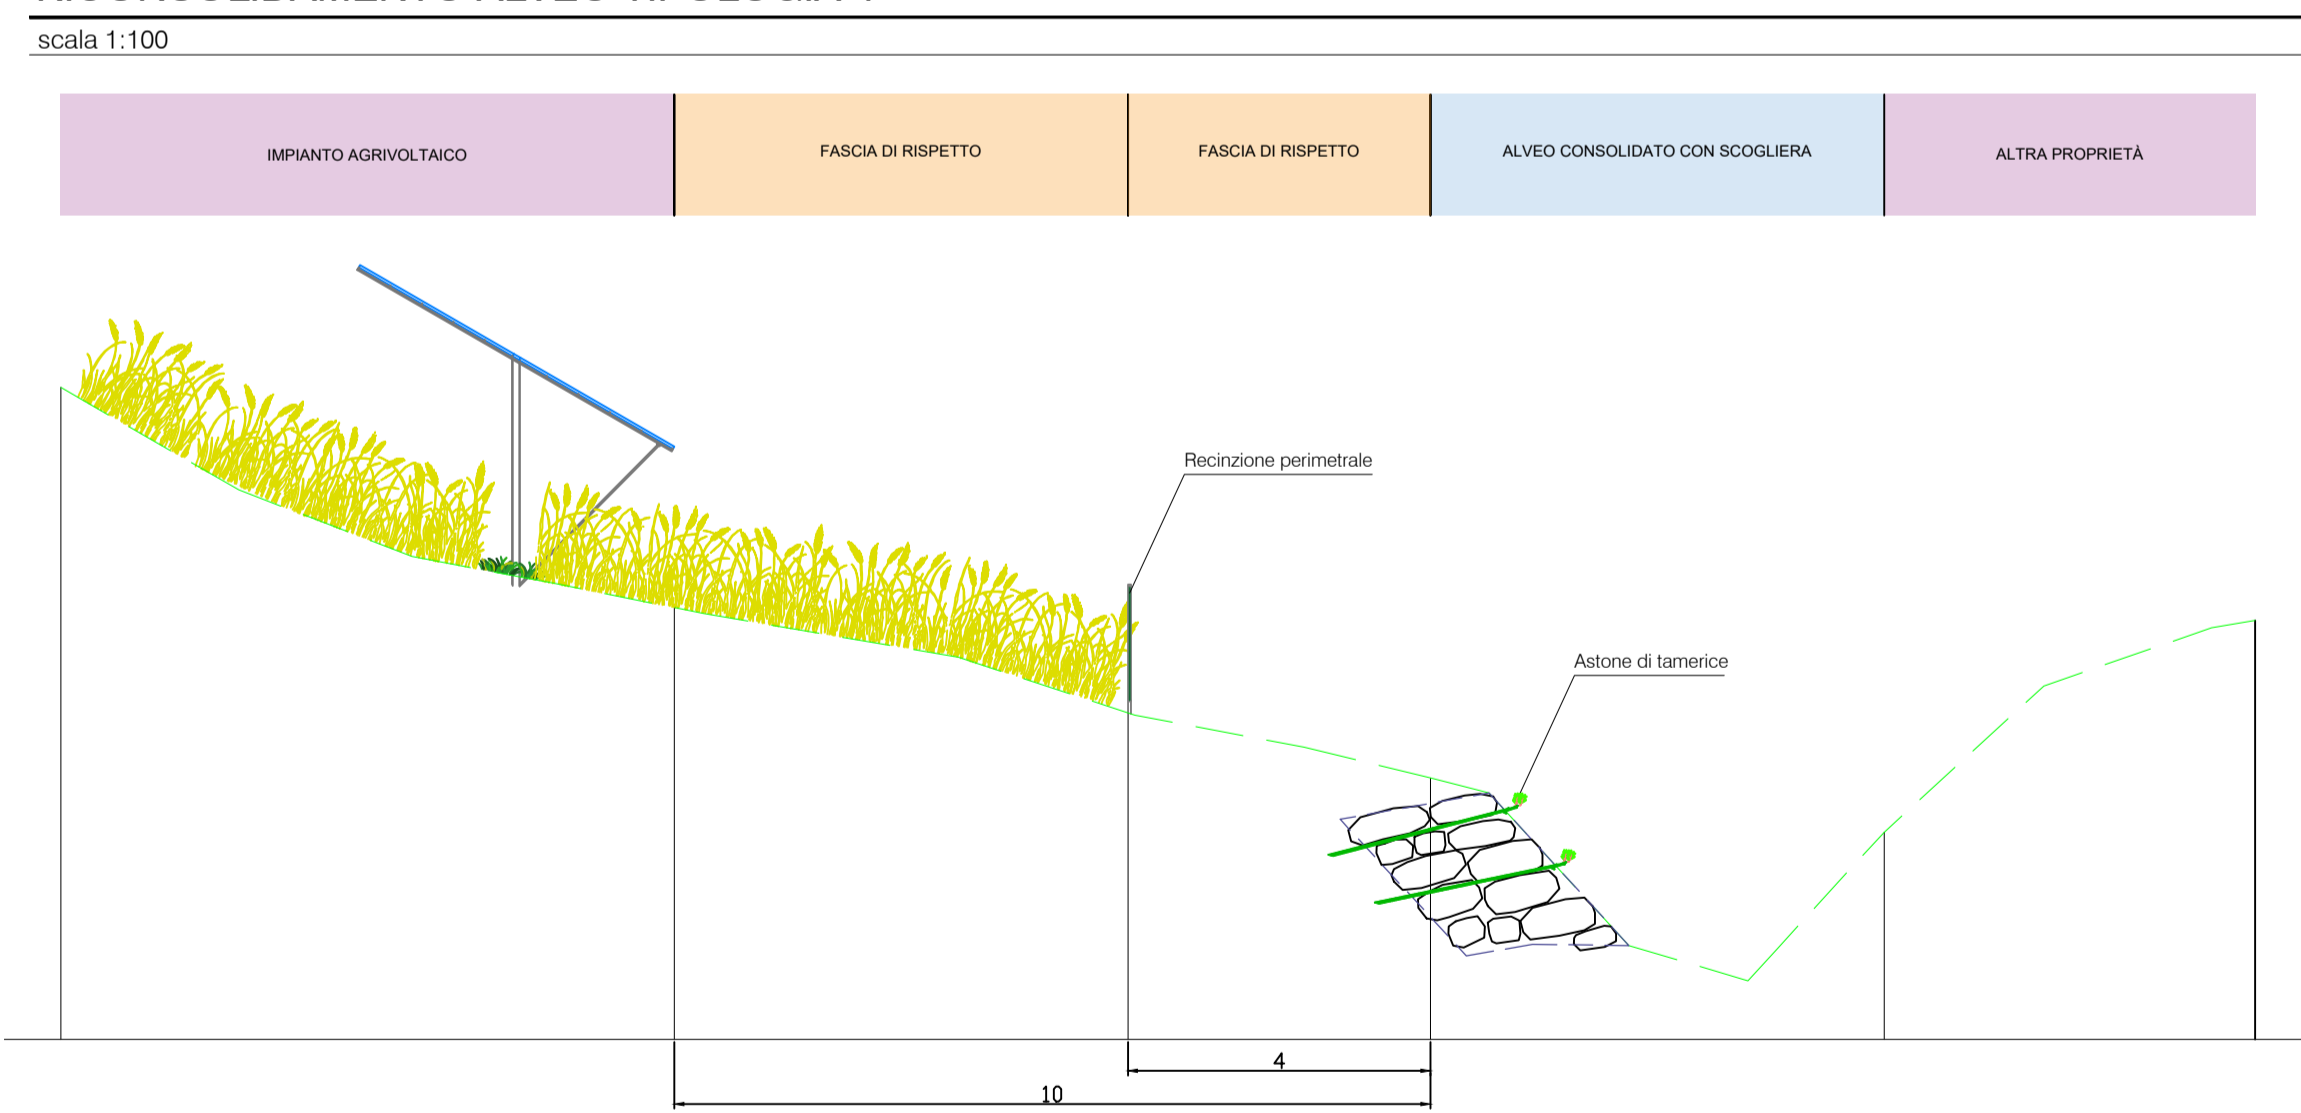 scala 1:100
IMPIANTO AGRIVOLTAICO
FASCIA DI RISPETTO
FASCIA DI RISPETTO
ALVEO CONSOLIDATO CON SCOGLIERA
ALTRA PROPRIETÀ
Recinzione perimetrale
Astone di tamerice
4
10